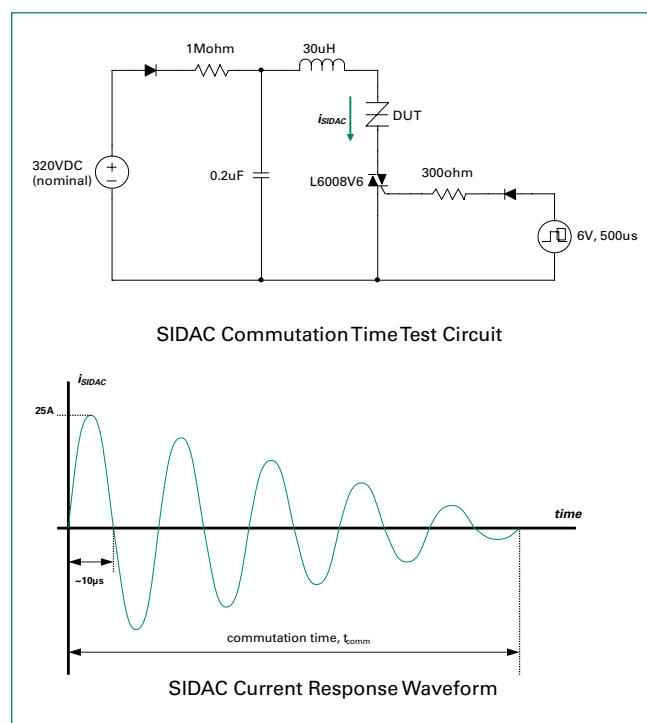 1Mohm
30uH
iSIDAC
DUT
320VDC
(nominal)
0.2uF
L6008V6
300ohm
6V, 500us
SIDAC Commutation Time Test Circuit
iSIDAC
25A
time
~10µs
commutation time, tcomm
SIDAC Current Response Waveform